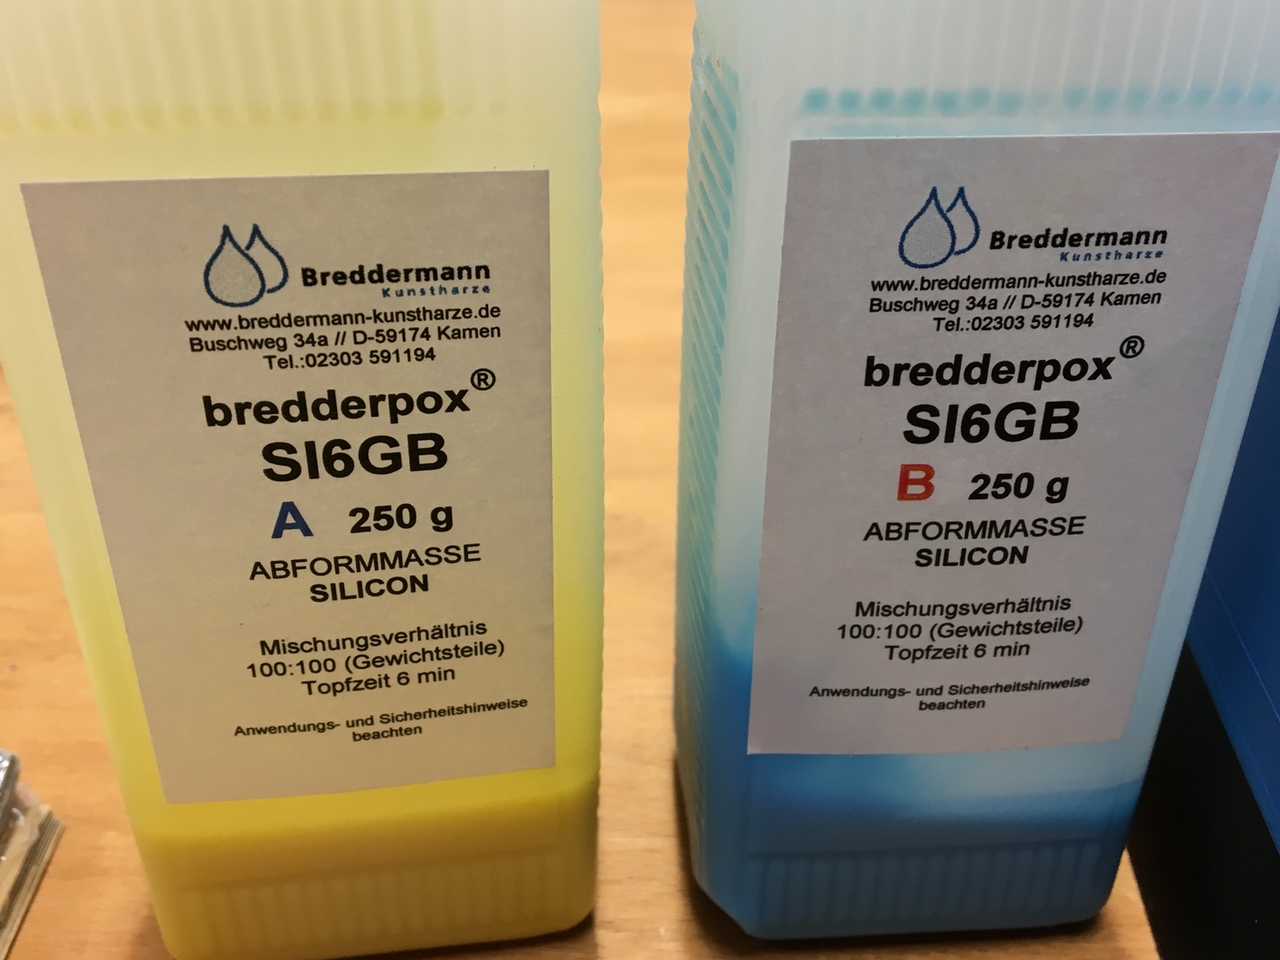 Breddermann
Kunstharze
www.breddermann-kunstharze.de
Buschweg 34a // D-59174 Kamen
Tel.:02303 591194
bredderpox®
SI6GB
A 250 g
ABFORMMASSE
SILICON
Mischungsverhältnis
100:100 (Gewichtsteile)
Topfzeit 6 min
Anwendungs- und Sicherheitshinweise
beachten
Breddermann
Kunstharze
www.breddermann-kunstharze.de
Buschweg 34a // D-59174 Kamen
Tel.:02303 591194
bredderpox®
SI6GB
B 250 g
ABFORMMASSE
SILICON
Mischungsverhältnis
100:100 (Gewichtsteile)
Topfzeit 6 min
Anwendungs- und Sicherheitshinweise
beachten